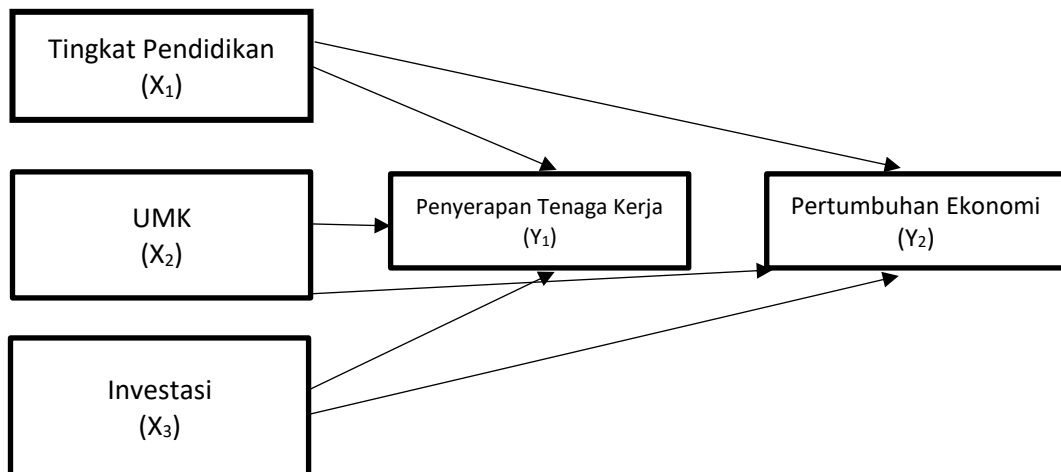 Tingkat Pendidikan
(X₁)
UMK
(X₂)
Investasi
(X₃)
Penyerapan Tenaga Kerja
(Y₁)
Pertumbuhan Ekonomi
(Y₂)